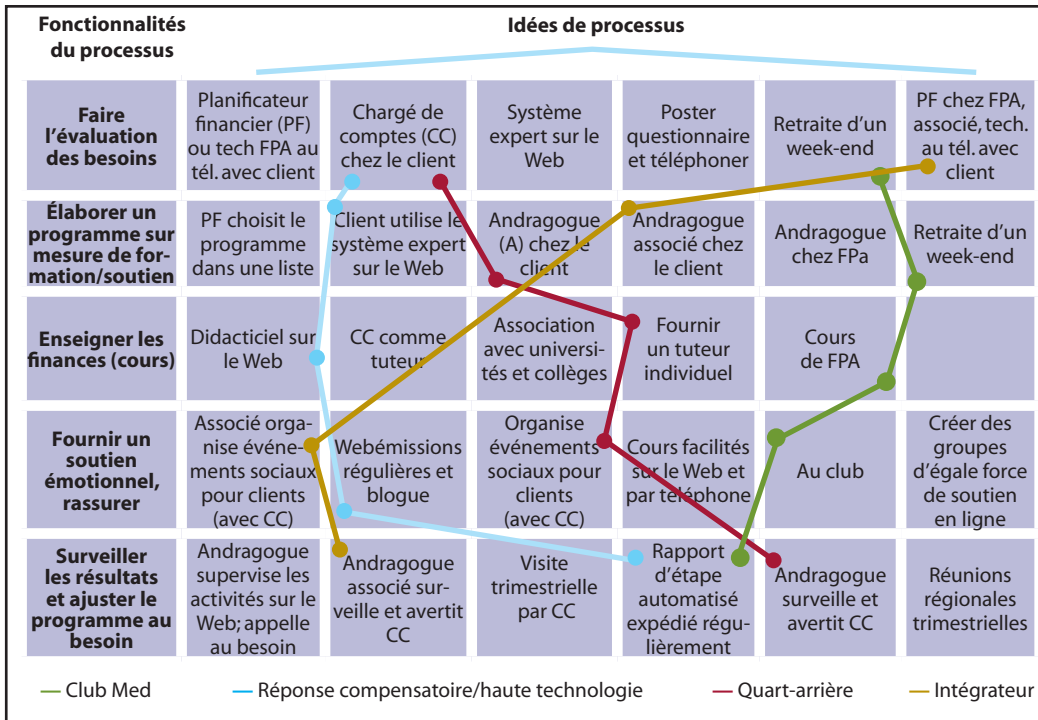 Fonctionnalités
du processus
Idées de processus
Faire
l'évaluation
des besoins
Planificateur
financier (PF)
ou tech FPA au
tél. avec client
Chargé de
comptes (CC)
chez le client
Système
expert sur le
Web
Poster
questionnaire
et téléphoner
Retraite d'un
week-end
PF chez FPA,
associé, tech.
au tél. avec
client
Élaborer un
programme sur
mesure de for-
mation/soutien
PF choisit le
programme
dans une liste
Client utilise le
système expert
sur le Web
Andragogue
(A) chez le
client
Andragogue
associé chez
le client
Andragogue
chez FPa
Retraite d'un
week-end
Enseigner les
finances (cours)
Didacticiel sur
le Web
CC comme
tuteur
Association
avec universi-
tés et collèges
Fournir
un tuteur
individuel
Cours
de FPA
Fournir un
soutien
émotionnel,
rassurer
Associé orga-
nise événe-
ments sociaux
pour clients
(avec CC)
Webémissions
régulières et
blogue
Organise
événements
sociaux pour
clients
(avec CC)
Cours facilités
sur le Web et
par téléphone
Au club
Créer des
groupes
d'égale force
de soutien
en ligne
Surveiller
les résultats
et ajuster le
programme au
besoin
Andragogue
supervise les
activités sur le
Web; appelle
au besoin
Andragogue
associé sur-
veille et avertit
CC
Visite
trimestrielle
par CC
Rapport
d'étape
automatisé
expédié régu-
lièrement
Andragogue
surveille et
avertit CC
Réunions
régionales
trimestrielles
Club Med
Réponse compensatoire/haute technologie
Quart-arrière
Intégrateur